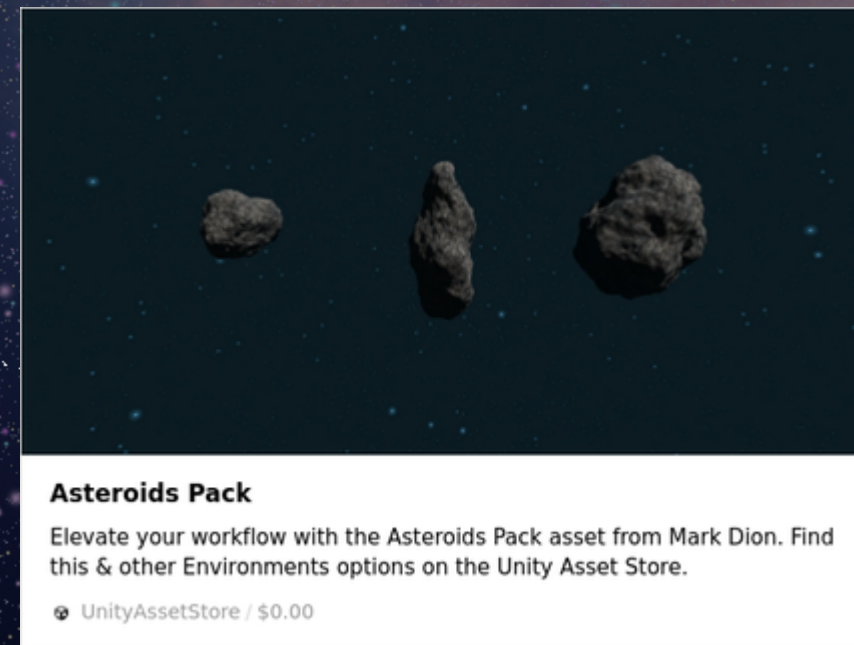 Asteroids Pack
Elevate your workflow with the Asteroids Pack asset from Mark Dion. Find
this & other Environments options on the Unity Asset Store.
UnityAssetStore / $0.00